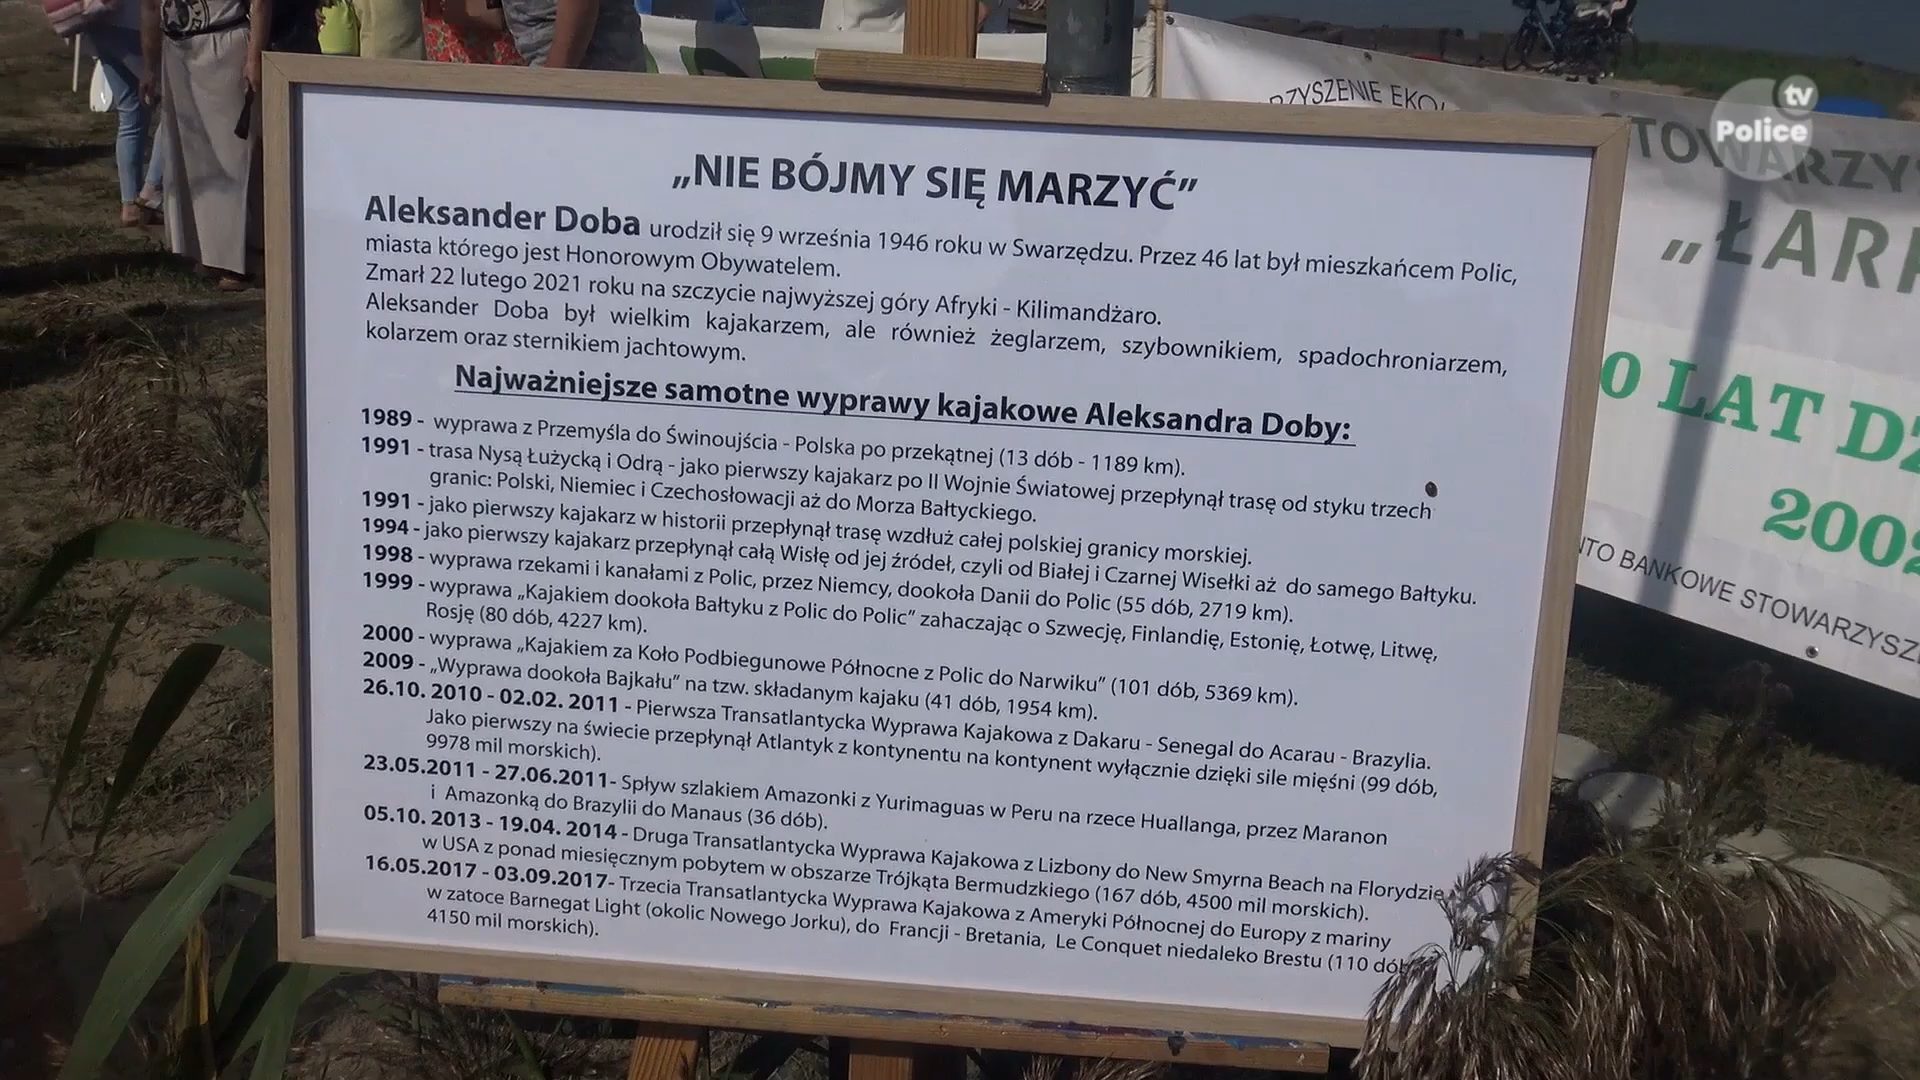 tv
Police
RZYSZENIE EKO
STOWARZY
„ŁAR
0 LAT DZ
2002
NTO BANKOWE STOWARZYSZE
„NIE BÓJMY SIĘ MARZYĆ”
Aleksander Doba urodził się 9 września 1946 roku w Swarzędzu. Przez 46 lat był mieszkańcem Polic,
miasta którego jest Honorowym Obywatelem.
Zmarł 22 lutego 2021 roku na szczycie najwyższej góry Afryki - Kilimandżaro.
Aleksander Doba był wielkim kajakarzem, ale również żeglarzem, szybownikiem, spadochroniarzem,
kolarzem oraz sternikiem jachtowym.
Najważniejsze samotne wyprawy kajakowe Aleksandra Doby:
1989 - wyprawa z Przemyśla do Świnoujścia - Polska po przekątnej (13 dób - 1189 km).
1991 - trasa Nysą Łużycką i Odrą - jako pierwszy kajakarz po II Wojnie Światowej przepłynął trasę od styku trzech
granic: Polski, Niemiec i Czechosłowacji aż do Morza Bałtyckiego.
1991 - jako pierwszy kajakarz w historii przepłynął trasę wzdłuż całej polskiej granicy morskiej.
1994 - jako pierwszy kajakarz przepłynął całą Wisłę od jej źródeł, czyli od Białej i Czarnej Wisełki aż do samego Bałtyku.
1998 - wyprawa rzekami i kanałami z Polic, przez Niemcy, dookoła Danii do Polic (55 dób, 2719 km).
1999 - wyprawa „Kajakiem dookoła Bałtyku z Polic do Polic” zahaczając o Szwecję, Finlandię, Estonię, Łotwę, Litwę,
Rosję (80 dób, 4227 km).
2000 - wyprawa „Kajakiem za Koło Podbiegunowe Północne z Polic do Narwiku” (101 dób, 5369 km).
2009 - „Wyprawa dookoła Bajkału” na tzw. składanym kajaku (41 dób, 1954 km).
26.10. 2010 - 02.02. 2011 - Pierwsza Transatlantycka Wyprawa Kajakowa z Dakaru - Senegal do Acarau - Brazylia.
Jako pierwszy na świecie przepłynął Atlantyk z kontynentu na kontynent wyłącznie dzięki sile mięśni (99 dób,
9978 mil morskich).
23.05.2011 - 27.06.2011- Spływ szlakiem Amazonki z Yurimaguas w Peru na rzece Huallanga, przez Maranon
i Amazonką do Brazylii do Manaus (36 dób).
05.10. 2013 - 19.04. 2014 - Druga Transatlantycka Wyprawa Kajakowa z Lizbony do New Smyrna Beach na Florydzie
w USA z ponad miesięcznym pobytem w obszarze Trójkąta Bermudzkiego (167 dób, 4500 mil morskich).
16.05.2017 - 03.09.2017- Trzecia Transatlantycka Wyprawa Kajakowa z Ameryki Północnej do Europy z mariny
w zatoce Barnegat Light (okolic Nowego Jorku), do Francji - Bretania, Le Conquet niedaleko Brestu (110 dób
4150 mil morskich).